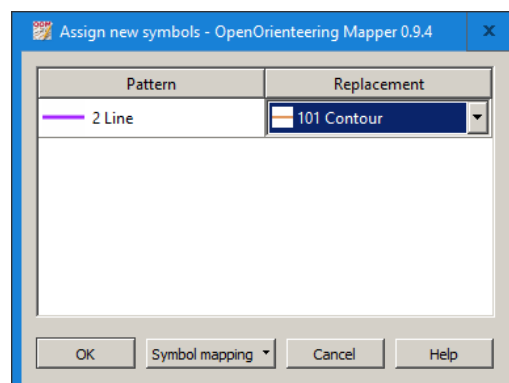 Assign new symbols - OpenOrienteering Mapper 0.9.4
Pattern Replacement
2 Line 101 Contour
OK Symbol mapping Cancel Help